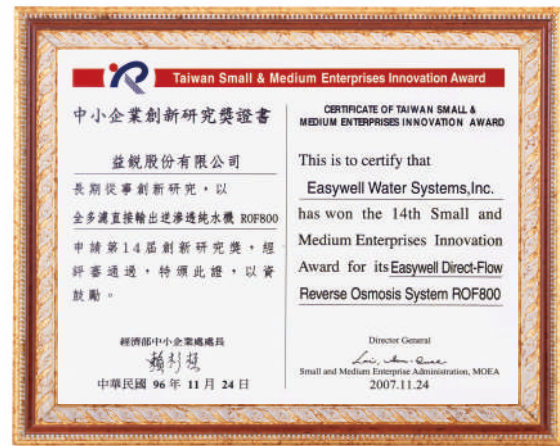 Taiwan Small & Medium Enterprises Innovation Award
中小企業創新研究獎證書
益銳股份有限公司
長期從事創新研究，以
全多濾直接輸出逆滲透純水機 ROF800
申請第14屆創新研究獎，經
評審通過，特頒此證，以資
鼓勵。
經濟部中小企業處處長
賴杉桂
中華民國 96 年 11 月 24 日
CERTIFICATE OF TAIWAN SMALL &
MEDIUM ENTERPRISES INNOVATION AWARD
This is to certify that
Easywell Water Systems,Inc.
has won the 14th Small and
Medium Enterprises Innovation
Award for its Easywell Direct-Flow
Reverse Osmosis System ROF800
Director General
Small and Medium Enterprise Administration, MOEA
2007.11.24